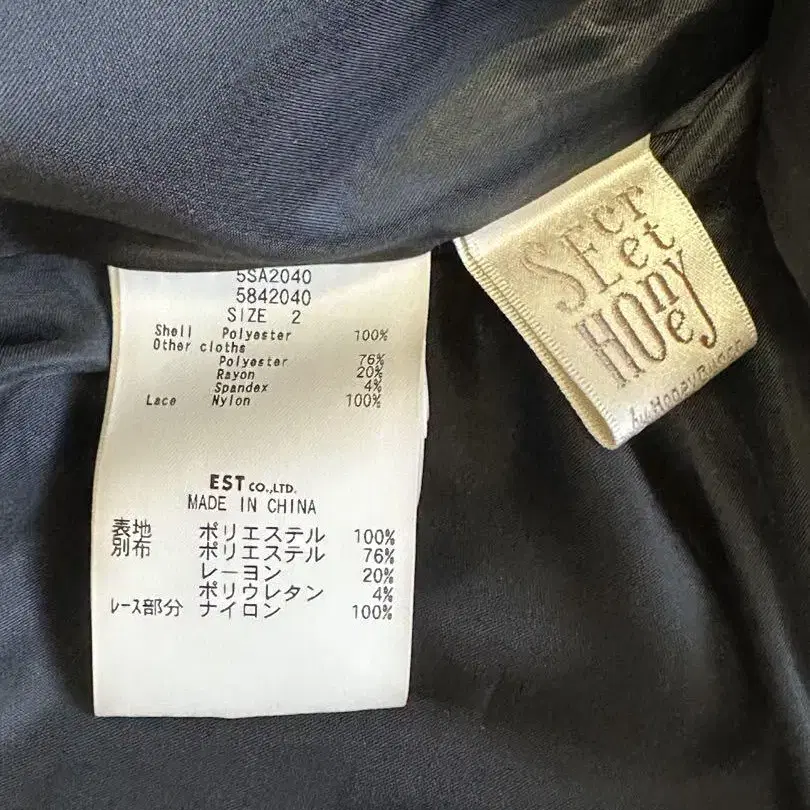 5SA2040
5842040
SIZE 2
Shell Polyester 100%
Other cloths
Polyester 76%
Rayon 20%
Spandex 4%
Lace Nylon 100%
EST CO.,LTD.
MADE IN CHINA
表地 ポリエステル 100%
別布 ポリエステル 76%
レーヨン 20%
ポリウレタン 4%
レース部分 ナイロン 100%
SEcrEt
HOney
by Honey